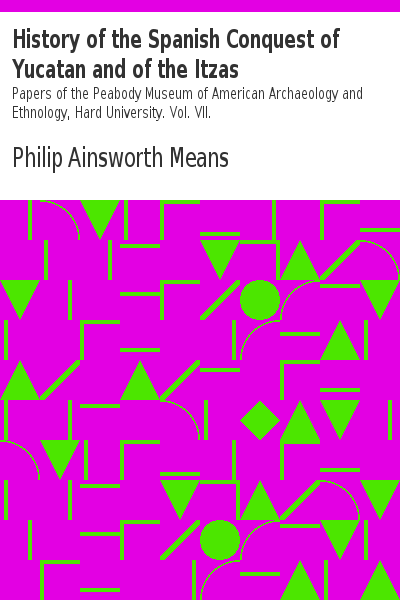 History of the Spanish Conquest of
Yucatan and of the Itzas
Papers of the Peabody Museum of American Archaeology and
Ethnology, Hard University. Vol. VII.
Philip Ainsworth Means